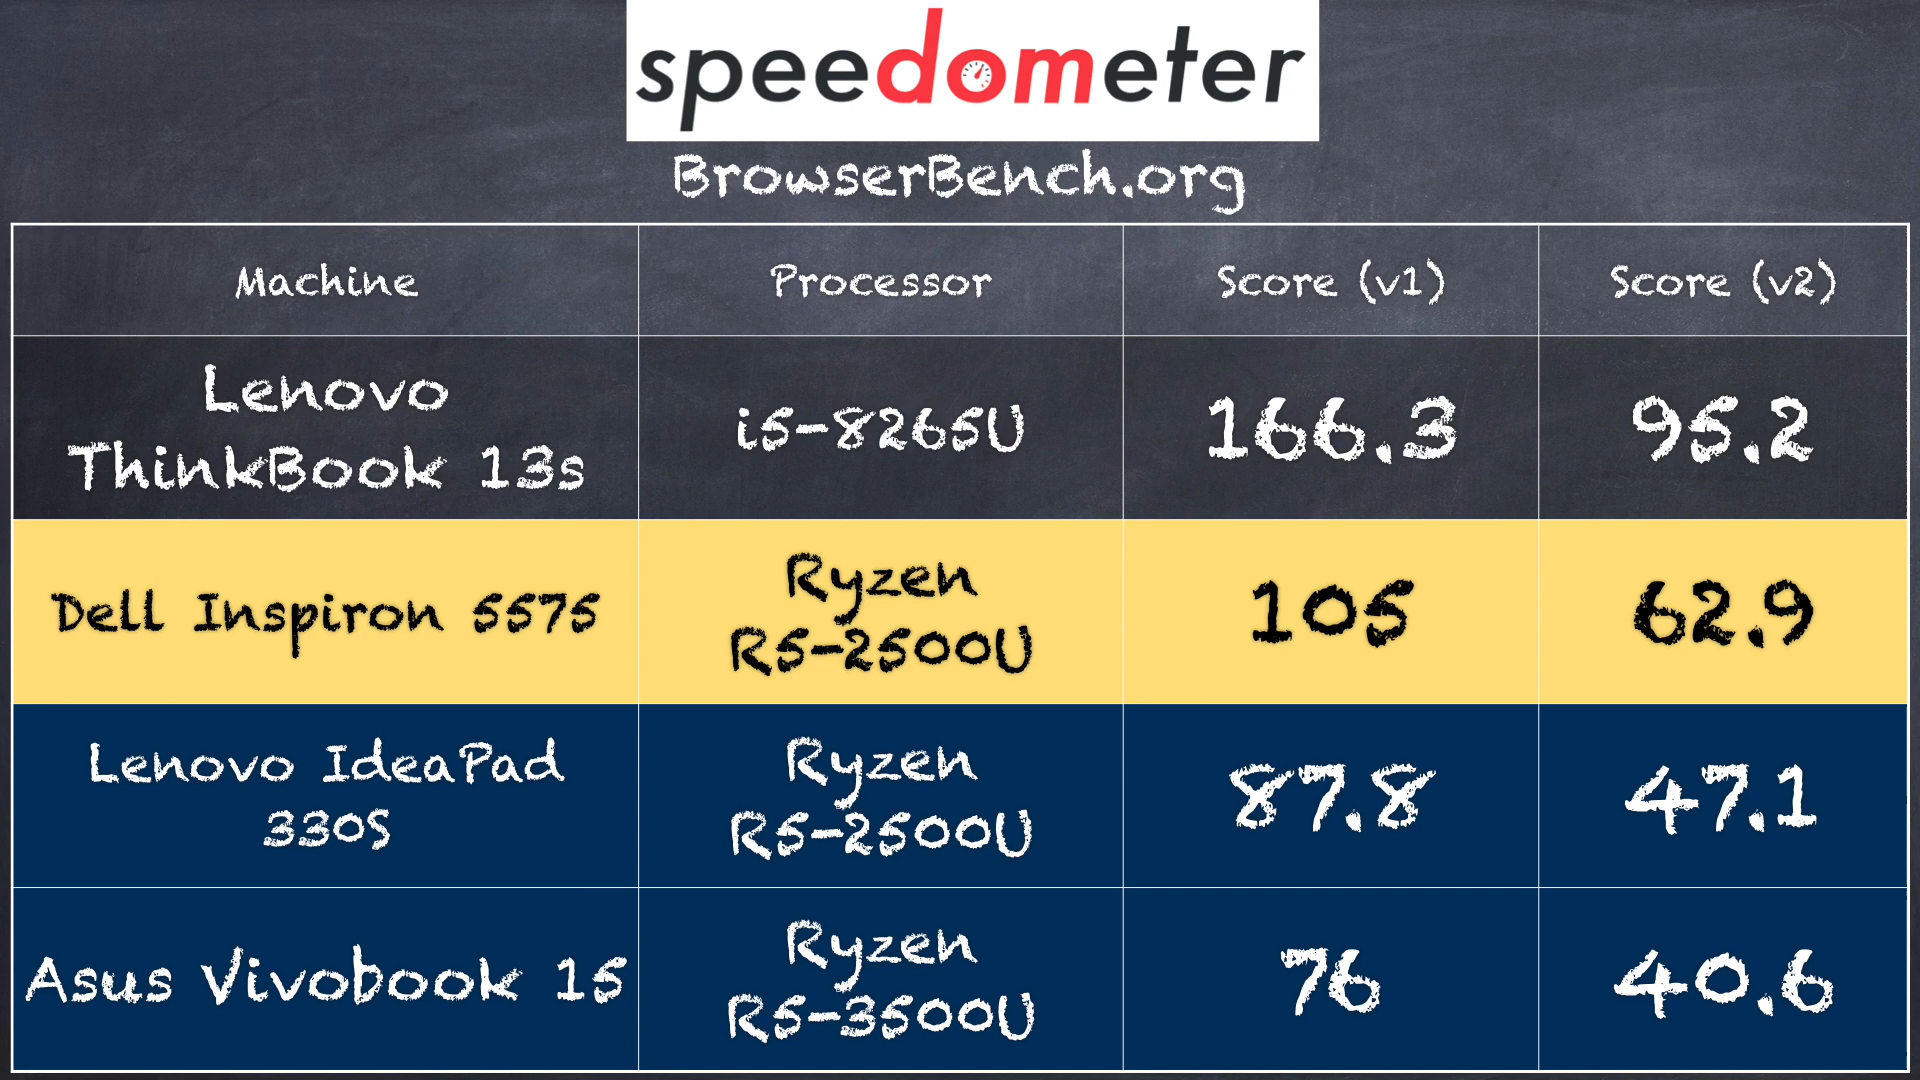 speedometer
BrowserBench.org
Machine Processor Score (v1) Score (v2)
Lenovo
ThinkBook 13s
i5-8265U
166.3
95.2
Dell Inspiron 5575
Ryzen
R5-2500U
105
62.9
Lenovo IdeaPad
330S
Ryzen
R5-2500U
87.8
47.1
Asus Vivobook 15
Ryzen
R5-3500U
76
40.6